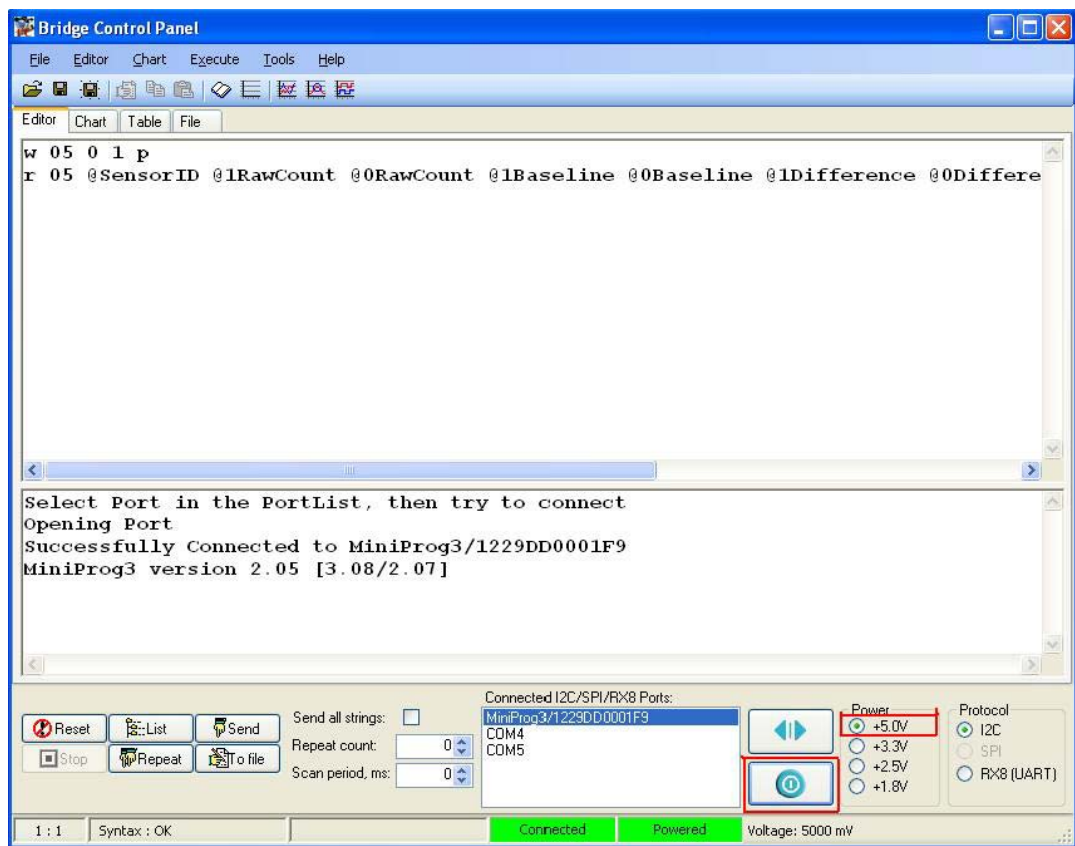 Bridge Control Panel
File Editor Chart Execute Tools Help
Editor Chart Table File
w 05 0 1 p
r 05 @SensorID @1RawCount @0RawCount @1Baseline @0Baseline @1Difference @0Differe
Select Port in the PortList, then try to connect
Opening Port
Successfully Connected to MiniProg3/1229DD0001F9
MiniProg3 version 2.05 [3.08/2.07]
Connected I2C/SPI/RX8 Ports:
Reset List Send
Stop Repeat To file
Send all strings:
Repeat count: 0
Scan period, ms: 0
MiniProg3/1229DD0001F9
COM4
COM5
Power
+5.0V
+3.3V
+2.5V
+1.8V
Protocol
I2C
SPI
RX8 (UART)
1 : 1 Syntax : OK Connected Powered Voltage: 5000 mV